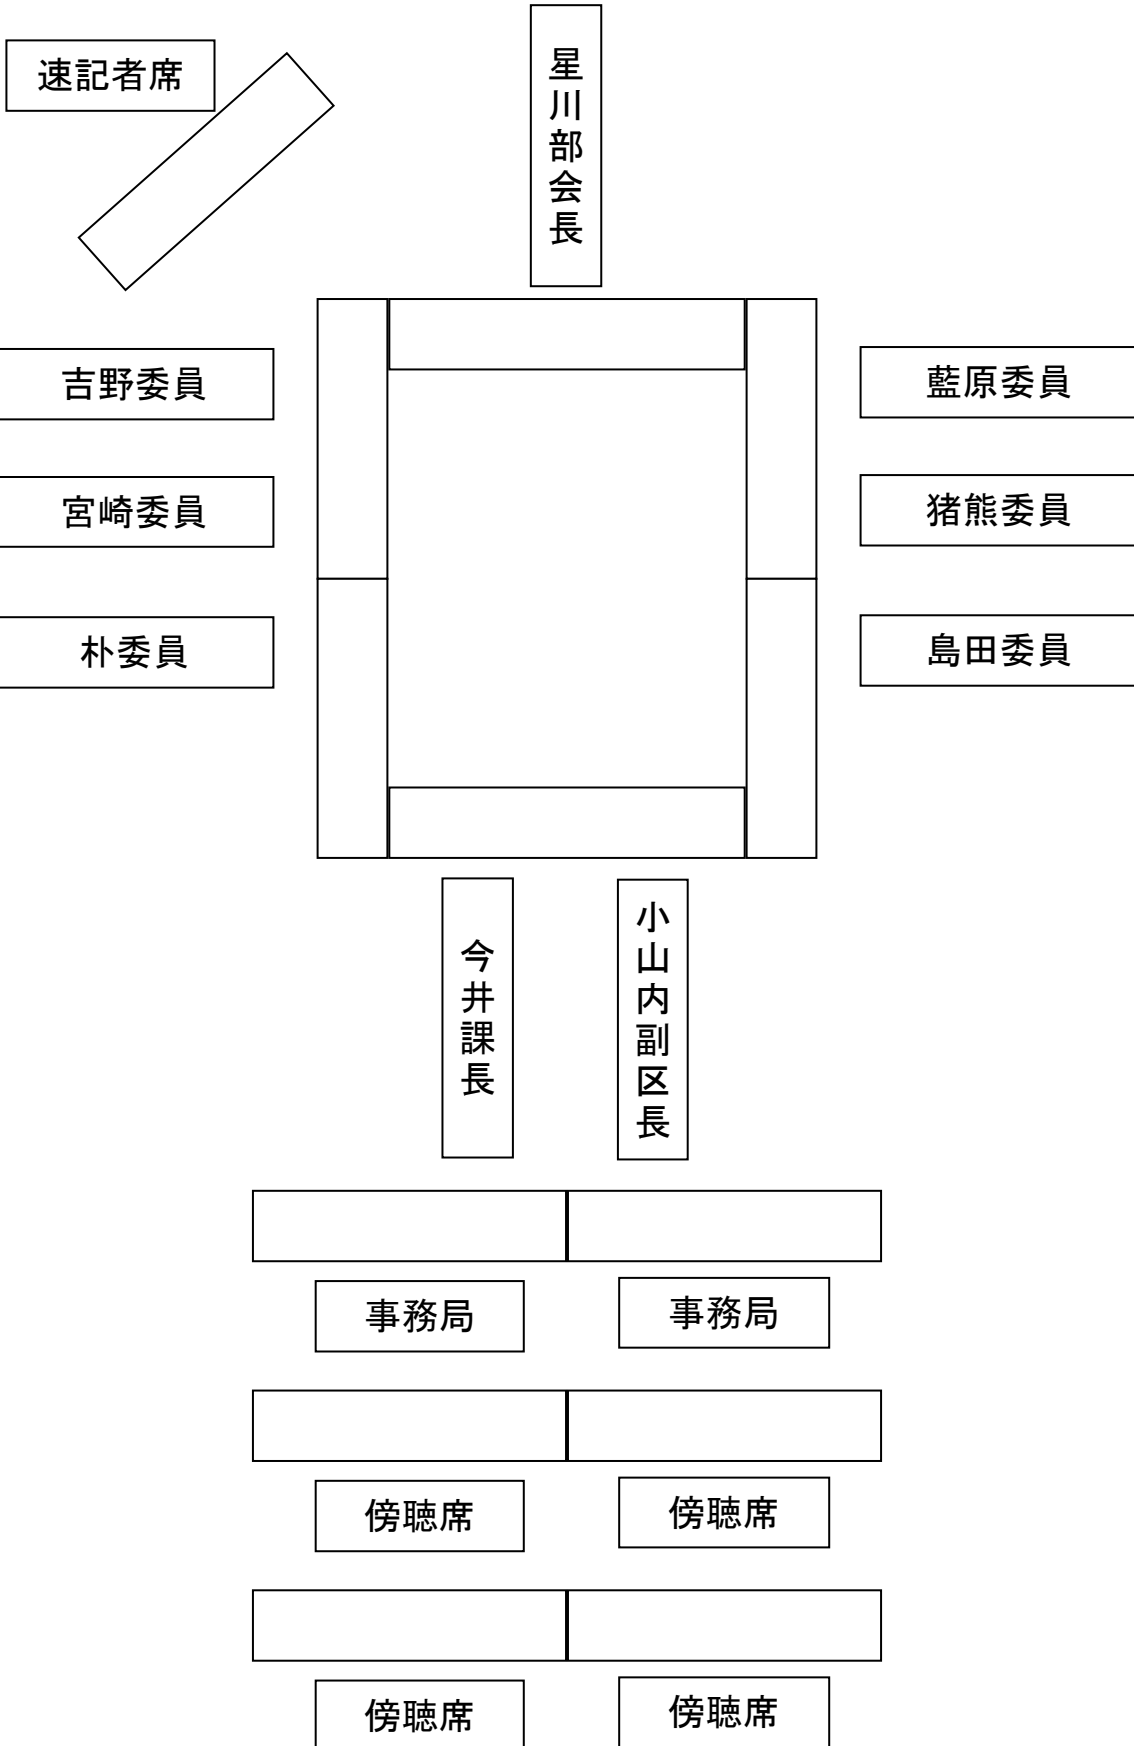 速記者席
星川部会長
吉野委員
藍原委員
宮崎委員
猪熊委員
朴委員
島田委員
今井課長
小山内副区長
事務局
事務局
傍聴席
傍聴席
傍聴席
傍聴席